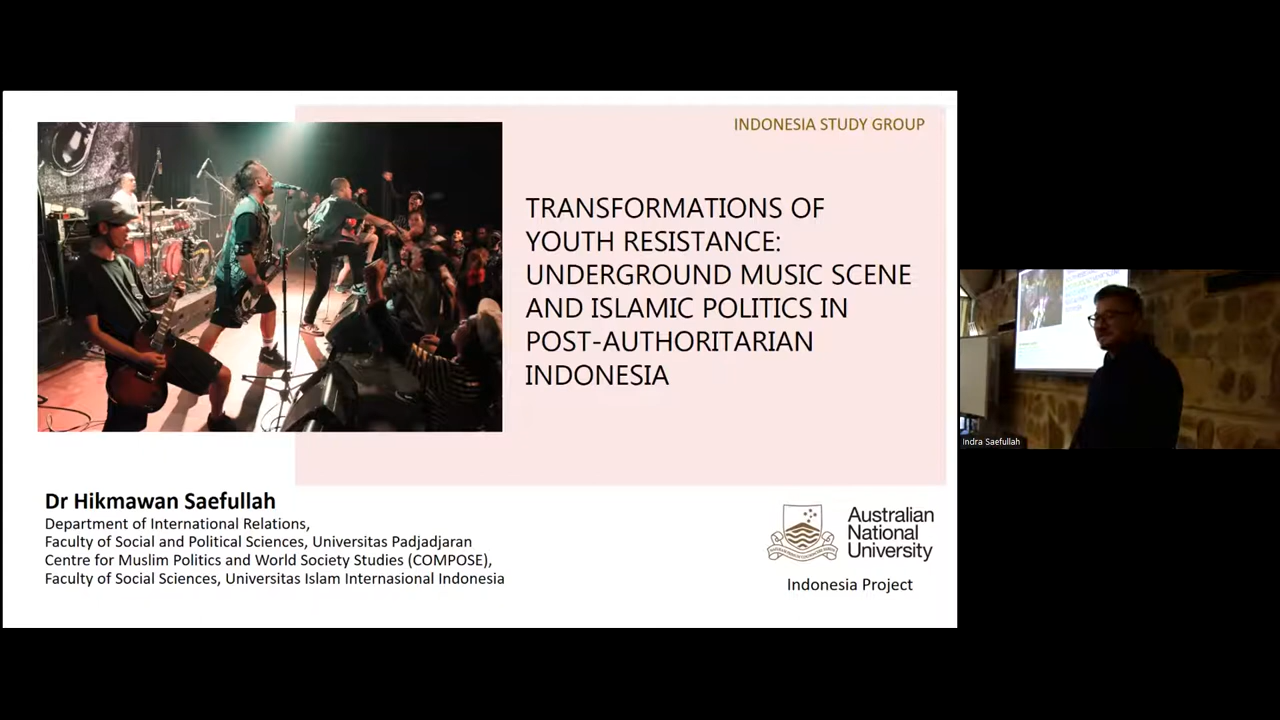 INDONESIA STUDY GROUP
TRANSFORMATIONS OF
YOUTH RESISTANCE:
UNDERGROUND MUSIC SCENE
AND ISLAMIC POLITICS IN
POST-AUTHORITARIAN
INDONESIA
Dr Hikmawan Saefullah
Department of International Relations,
Faculty of Social and Political Sciences, Universitas Padjadjaran
Centre for Muslim Politics and World Society Studies (COMPOSE),
Faculty of Social Sciences, Universitas Islam Internasional Indonesia
Australian
National
University
Indonesia Project
Indra Saefullah